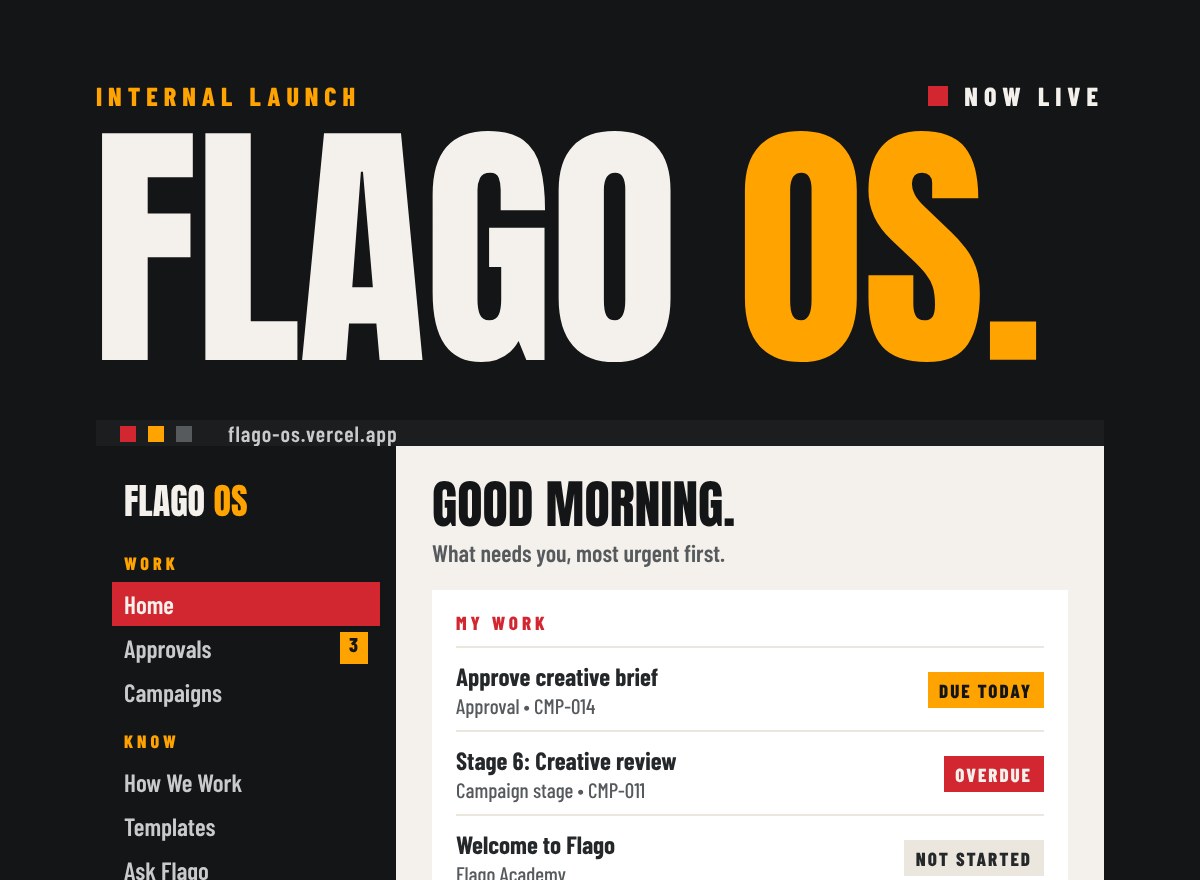 INTERNAL LAUNCH
NOW LIVE
FLAGO OS.
flago-os.vercel.app
FLAGO OS
WORK
Home
Approvals 3
Campaigns
KNOW
How We Work
Templates
Ask Flago
GOOD MORNING.
What needs you, most urgent first.
MY WORK
Approve creative brief
Approval • CMP-014
DUE TODAY
Stage 6: Creative review
Campaign stage • CMP-011
OVERDUE
Welcome to Flago
Flago Academy
NOT STARTED